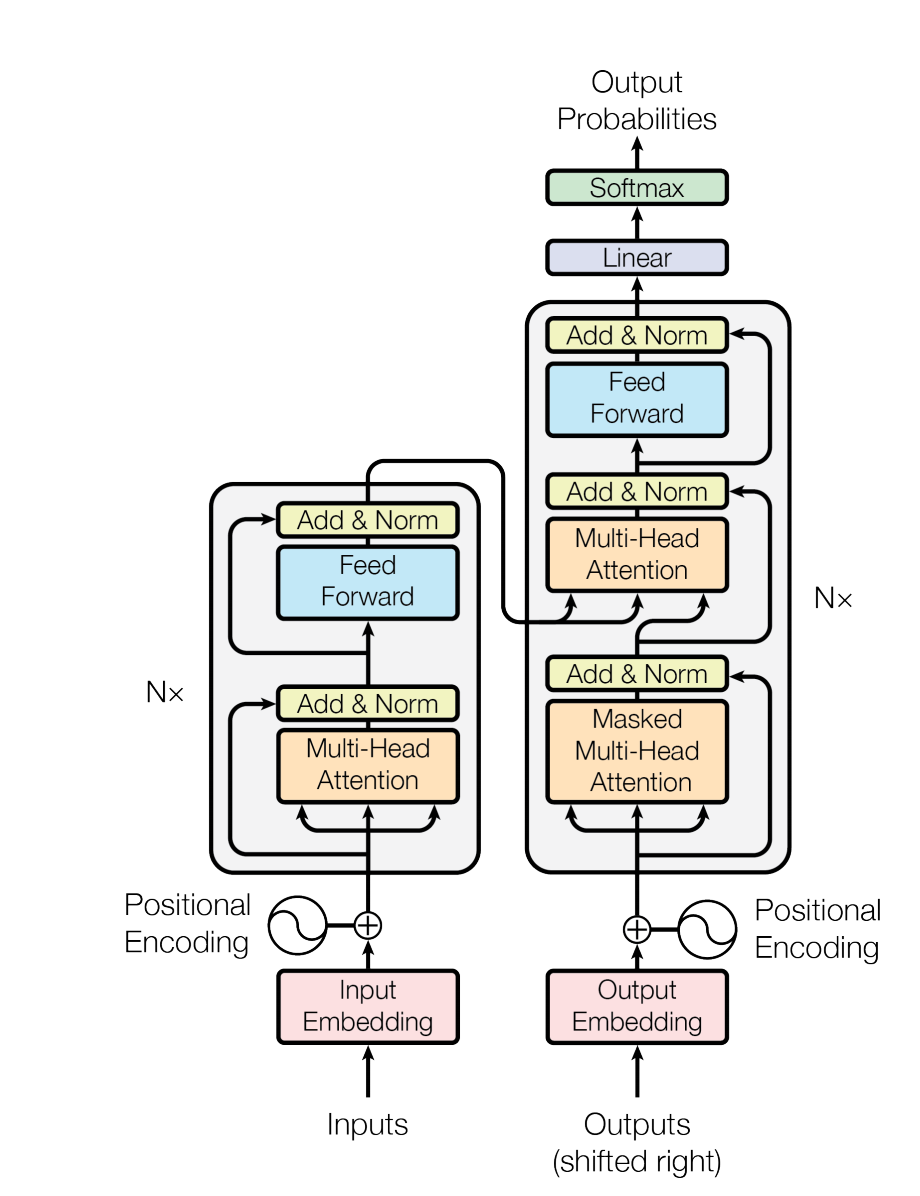 Output
Probabilities
Softmax
Linear
Add & Norm
Feed
Forward
Add & Norm
Multi-Head
Attention
Add & Norm
Masked
Multi-Head
Attention
N×
Add & Norm
Feed
Forward
Add & Norm
Multi-Head
Attention
N×
Positional
Encoding
Positional
Encoding
Input
Embedding
Output
Embedding
Inputs
Outputs
(shifted right)